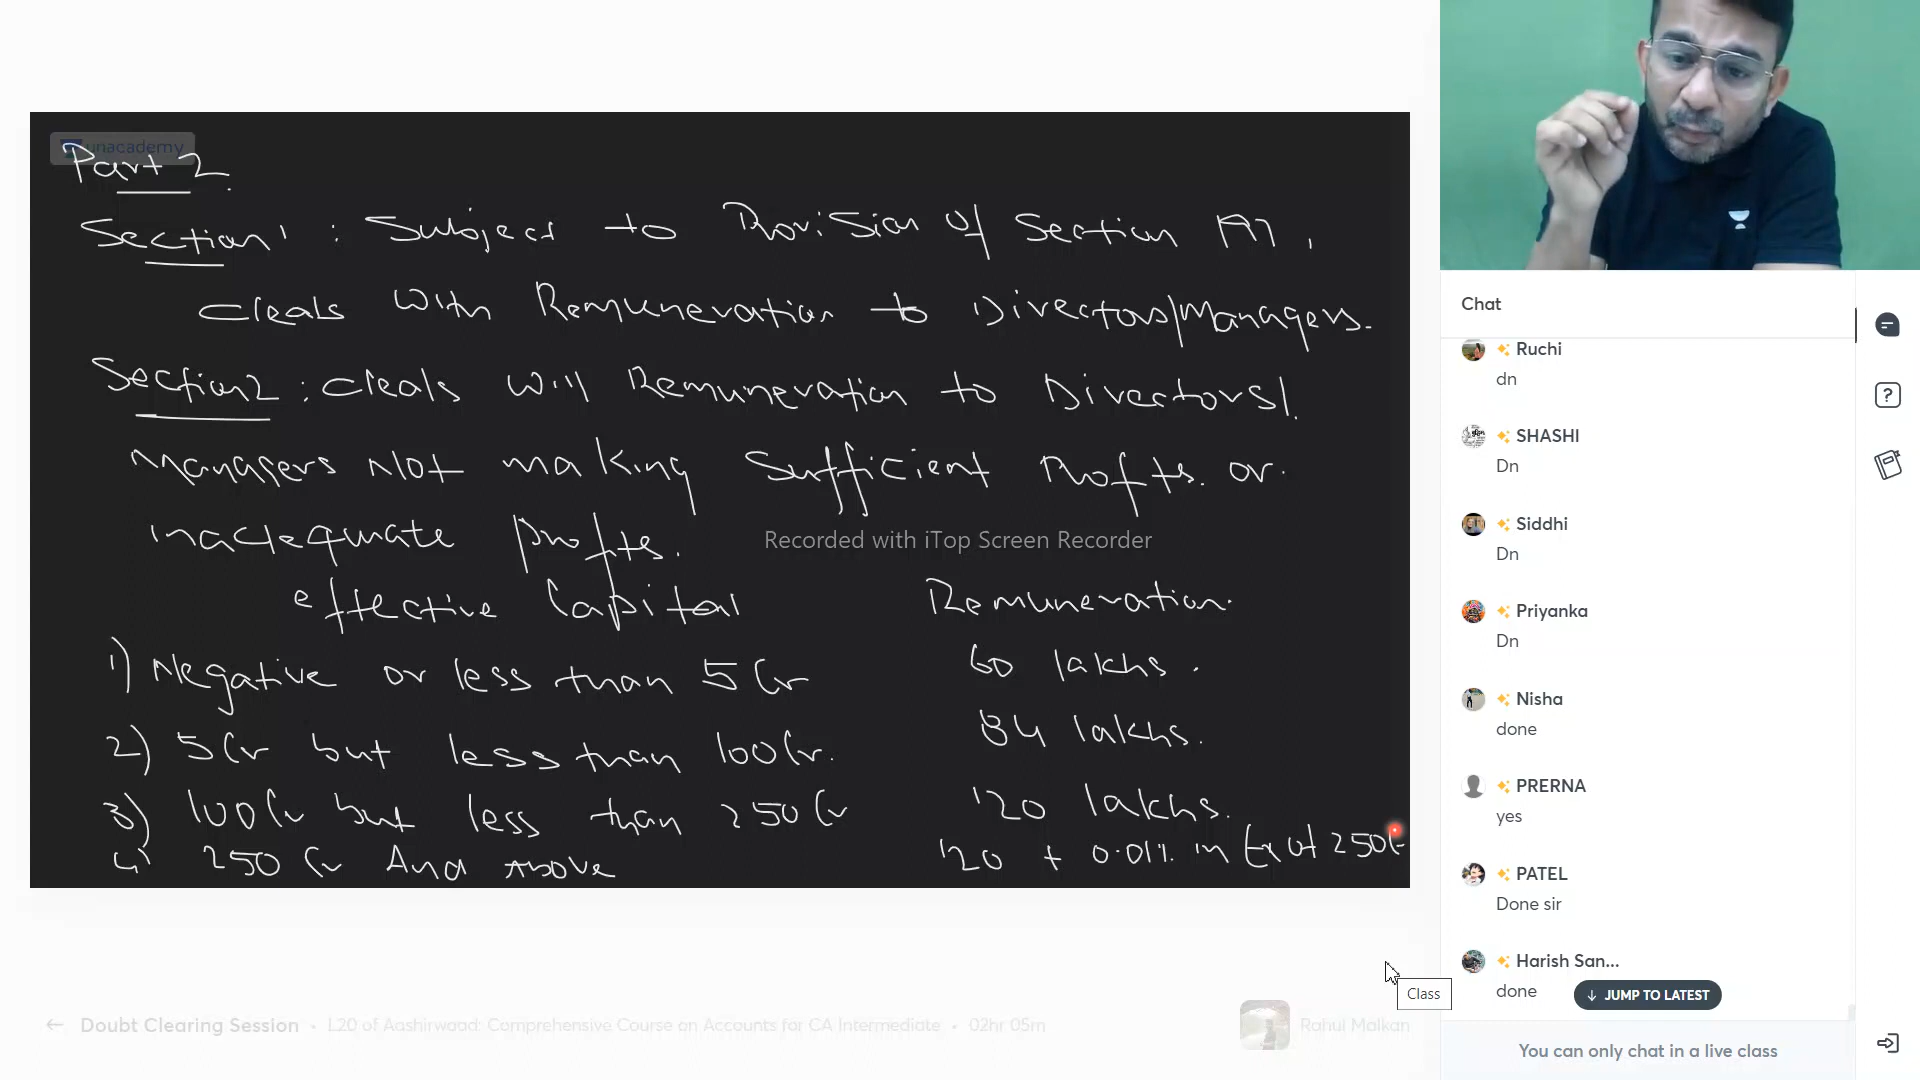 unacademy
Part 2
Section 1 : Subject to Provision of Section 197,
deals with Remuneration to Directors/Managers.
Section 2 : deals will Remuneration to Directors/
Managers Not making Sufficient Profits. or
inadequate profits.
Recorded with iTop Screen Recorder
effective Capital Remuneration.
1) Negative or less than 5 Cr 60 lakhs.
2) 5 Cr but less than 100 Cr. 84 lakhs.
3) 100 Cr but less than 250 Cr 120 lakhs.
4) 250 Cr And Above 120 + 0.01% in Ex of 250 Cr
Class
Doubt Clearing Session • L20 of Aashirwaad: Comprehensive Course on Accounts for CA Intermediate • 02hr 05m
Rahul Malkan
Chat
Ruchi
dn
SHASHI
Dn
Siddhi
Dn
Priyanka
Dn
Nisha
done
PRERNA
yes
PATEL
Done sir
Harish San...
done
JUMP TO LATEST
You can only chat in a live class